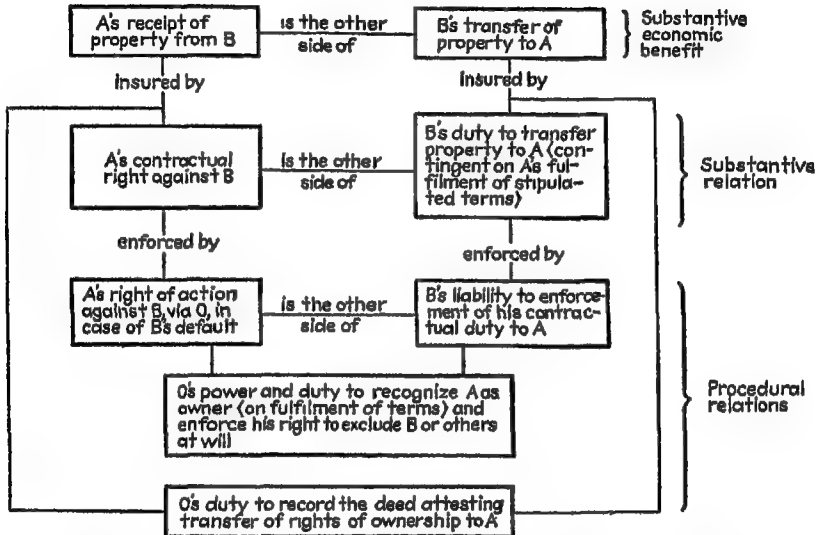 A's receipt of
property from B
is the other
side of
B's transfer of
property to A
Substantive
economic
benefit
insured by
insured by
A's contractual
right against B
is the other
side of
B's duty to transfer
property to A (con-
tingent on A's ful-
filment of stipula-
ted terms)
Substantive
relation
enforced by
enforced by
A's right of action
against B, via O, in
case of B's default
is the other
side of
B's liability to enforce-
ment of his contrac-
tual duty to A
O's power and duty to recognize A as
owner (on fulfilment of terms) and
enforce his right to exclude B or others
at will
Procedural
relations
O's duty to record the deed attesting
transfer of rights of ownership to A